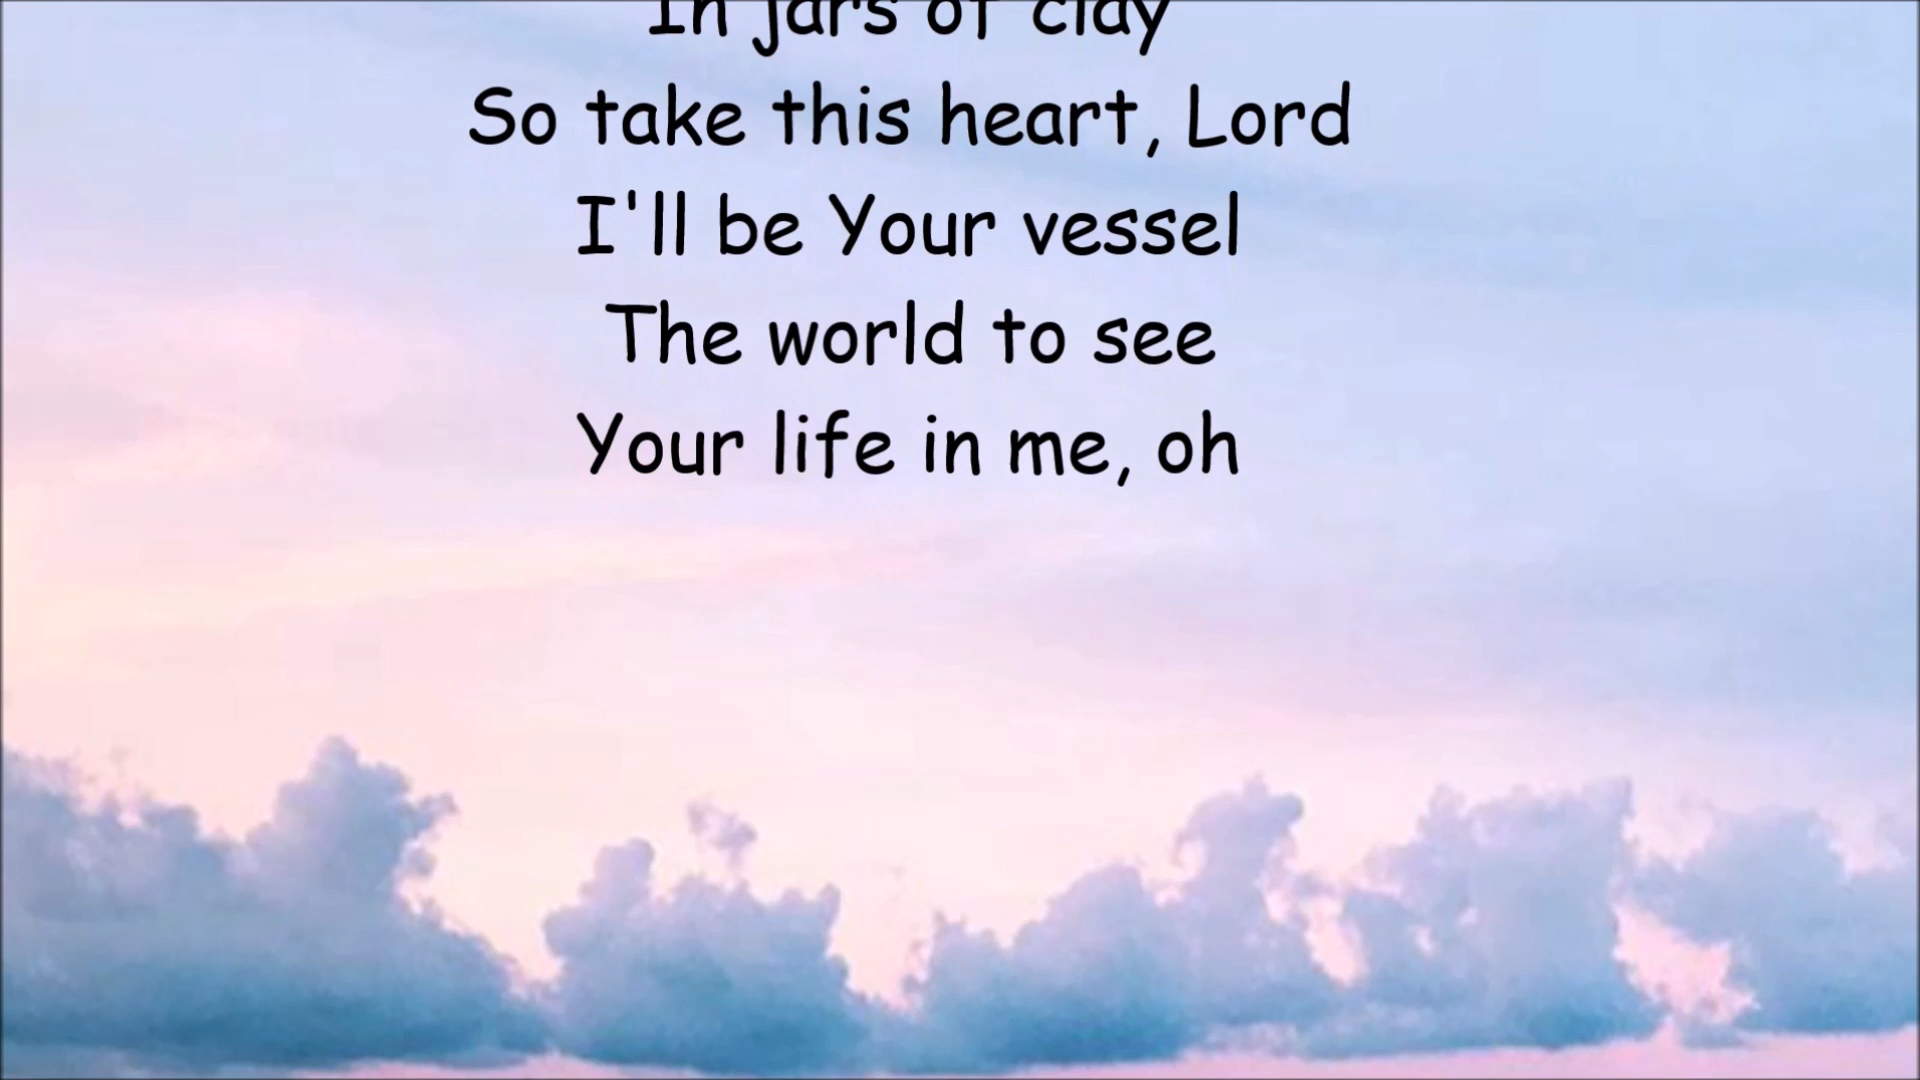 In jars of clay
So take this heart, Lord
I'll be Your vessel
The world to see
Your life in me, oh